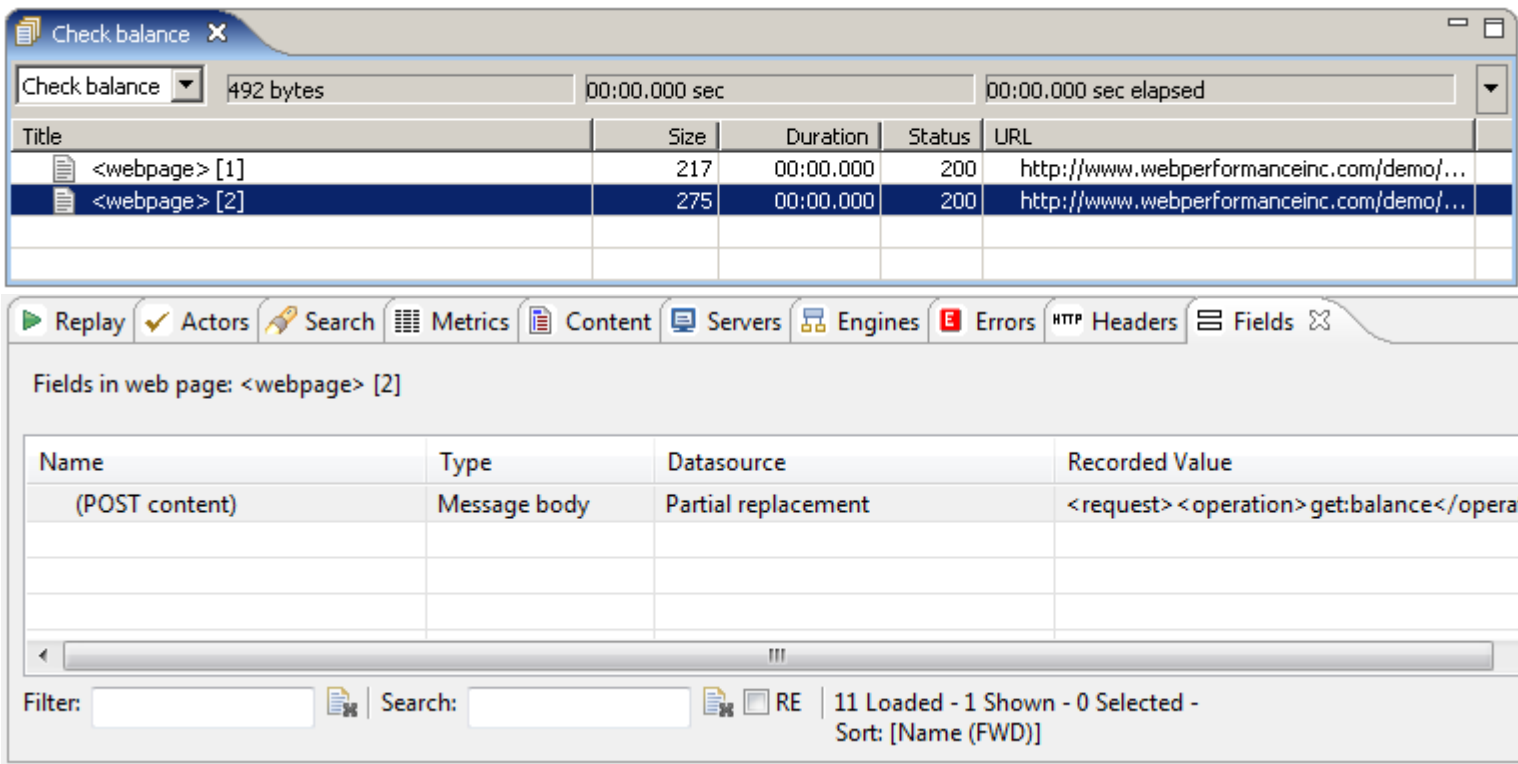 Check balance
Check balance 492 bytes 00:00.000 sec 00:00.000 sec elapsed
Title Size Duration Status URL
<webpage> [1] 217 00:00.000 200 http://www.webperformanceinc.com/demo/...
<webpage> [2] 275 00:00.000 200 http://www.webperformanceinc.com/demo/...
Replay Actors Search Metrics Content Servers Engines E Errors HTTP Headers Fields
Fields in web page: <webpage> [2]
Name Type Datasource Recorded Value
(POST content) Message body Partial replacement <request><operation>get:balance</opera
Filter: Search: RE 11 Loaded - 1 Shown - 0 Selected -
Sort: [Name (FWD)]